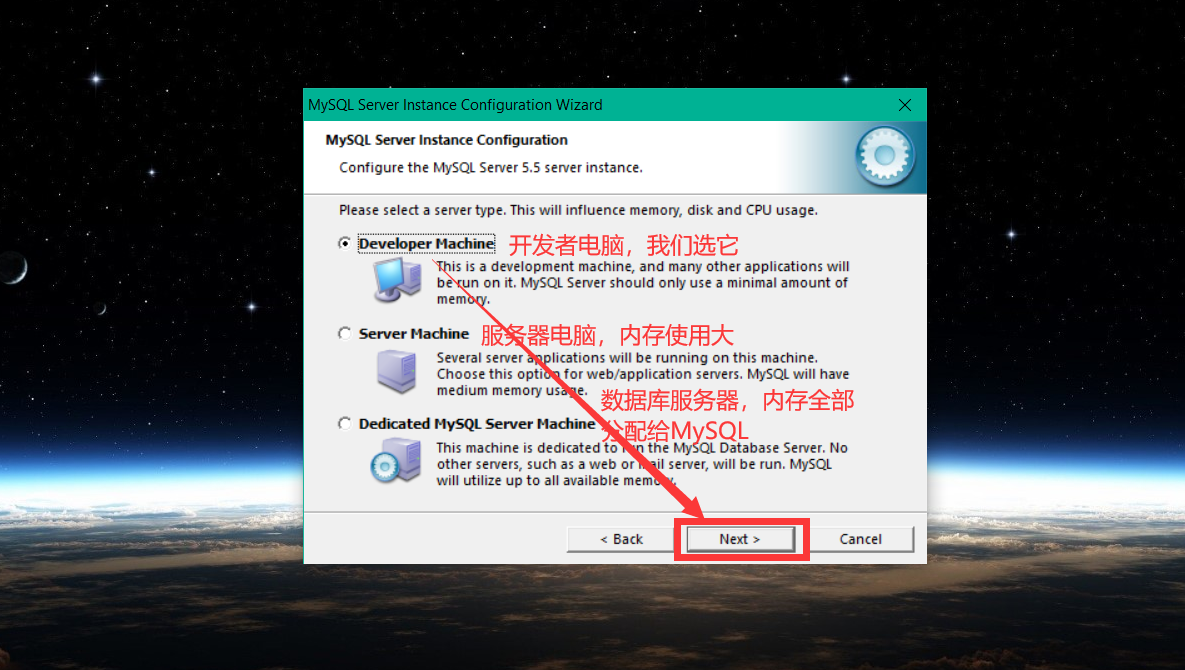 MySQL Server Instance Configuration Wizard
MySQL Server Instance Configuration
Configure the MySQL Server 5.5 server instance.
Please select a server type. This will influence memory, disk and CPU usage.
Developer Machine 开发者电脑，我们选它
This is a development machine, and many other applications will
be run on it. MySQL Server should only use a minimal amount of
memory.
Server Machine 服务器电脑，内存使用大
Several server applications will be running on this machine.
Choose this option for web/application servers. MySQL will have
medium memory usage.
数据库服务器，内存全部
分配给MySQL
Dedicated MySQL Server Machine
This machine is dedicated to run the MySQL Database Server. No
other servers, such as a web or mail server, will be run. MySQL
will utilize up to all available memory.
< Back Next > Cancel